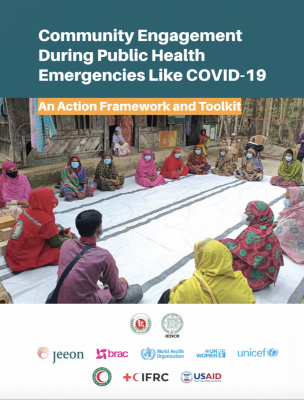 Community Engagement
During Public Health
Emergencies Like COVID-19
An Action Framework and Toolkit
IEDCR
jeeon
brac
World Health
Organization
UN
WOMEN
unicef
IFRC
USAID